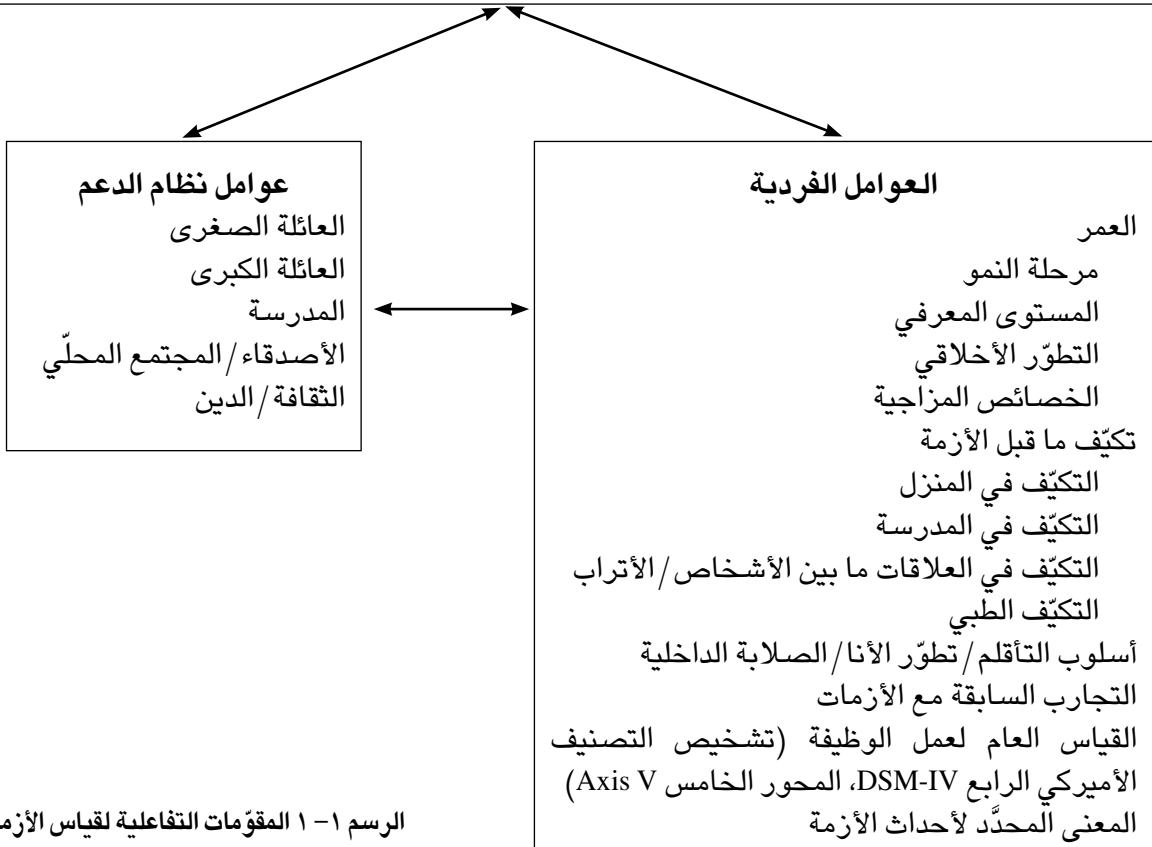 العوامل الفردية
العمر
مرحلة النمو
المستوى المعرفي
التطوّر الأخلاقي
الخصائص المزاجية
تكيّف ما قبل الأزمة
التكيّف في المنزل
التكيّف في المدرسة
التكيّف في العلاقات ما بين الأشخاص/الأتراب
التكيّف الطبي
أسلوب التأقلم/تطوّر الأنا/الصلابة الداخلية
التجارب السابقة مع الأزمات
القياس العام لعمل الوظيفة (تشخيص التصنيف
الأميركي الرابع DSM-IV، المحور الخامس Axis V)
المعنى المحدَّد لأحداث الأزمة
عوامل نظام الدعم
العائلة الصغرى
العائلة الكبرى
المدرسة
الأصدقاء/المجتمع المحلّي
الثقافة/الدين
الرسم ١-١ المقوّمات التفاعلية لقياس الأزم